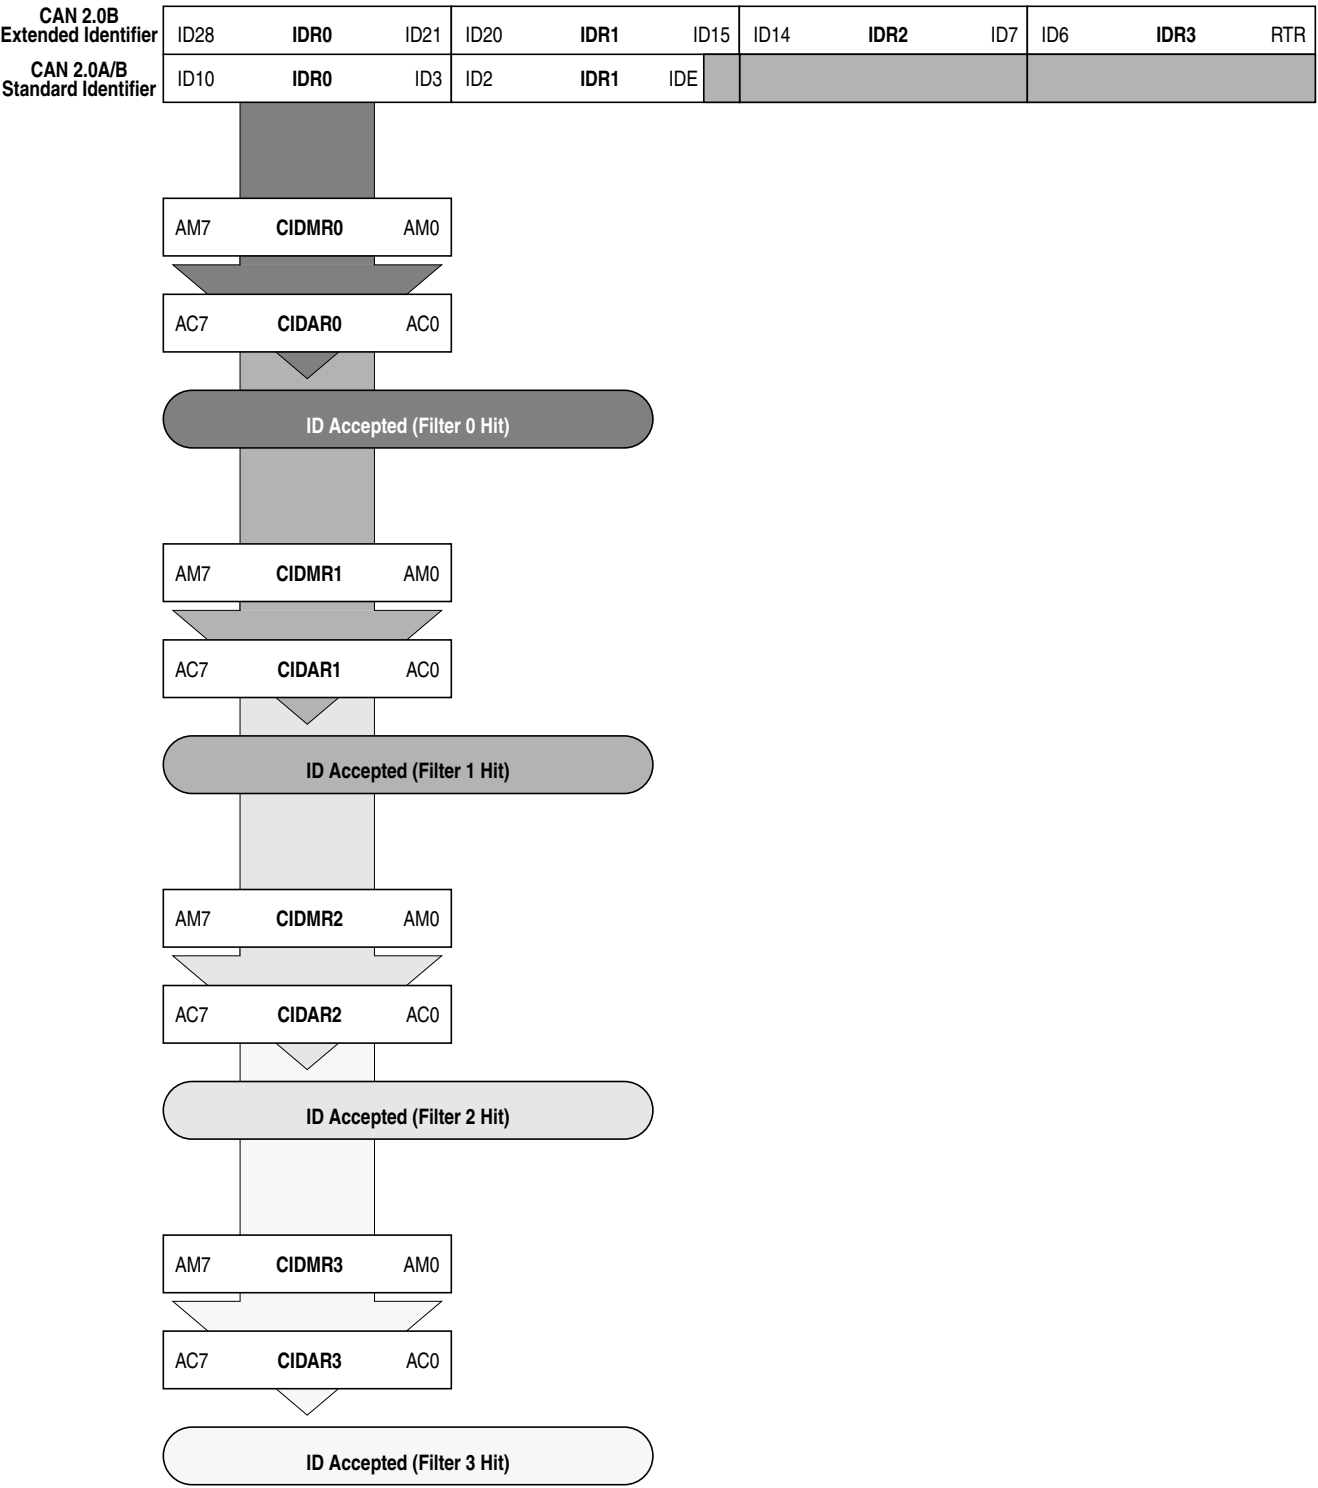 CAN 2.0B
Extended Identifier ID28 IDR0 ID21 ID20 IDR1 ID15 ID14 IDR2 ID7 ID6 IDR3 RTR
CAN 2.0A/B
Standard Identifier ID10 IDR0 ID3 ID2 IDR1 IDE
AM7 CIDMR0 AM0
AC7 CIDAR0 AC0
ID Accepted (Filter 0 Hit)
AM7 CIDMR1 AM0
AC7 CIDAR1 AC0
ID Accepted (Filter 1 Hit)
AM7 CIDMR2 AM0
AC7 CIDAR2 AC0
ID Accepted (Filter 2 Hit)
AM7 CIDMR3 AM0
AC7 CIDAR3 AC0
ID Accepted (Filter 3 Hit)